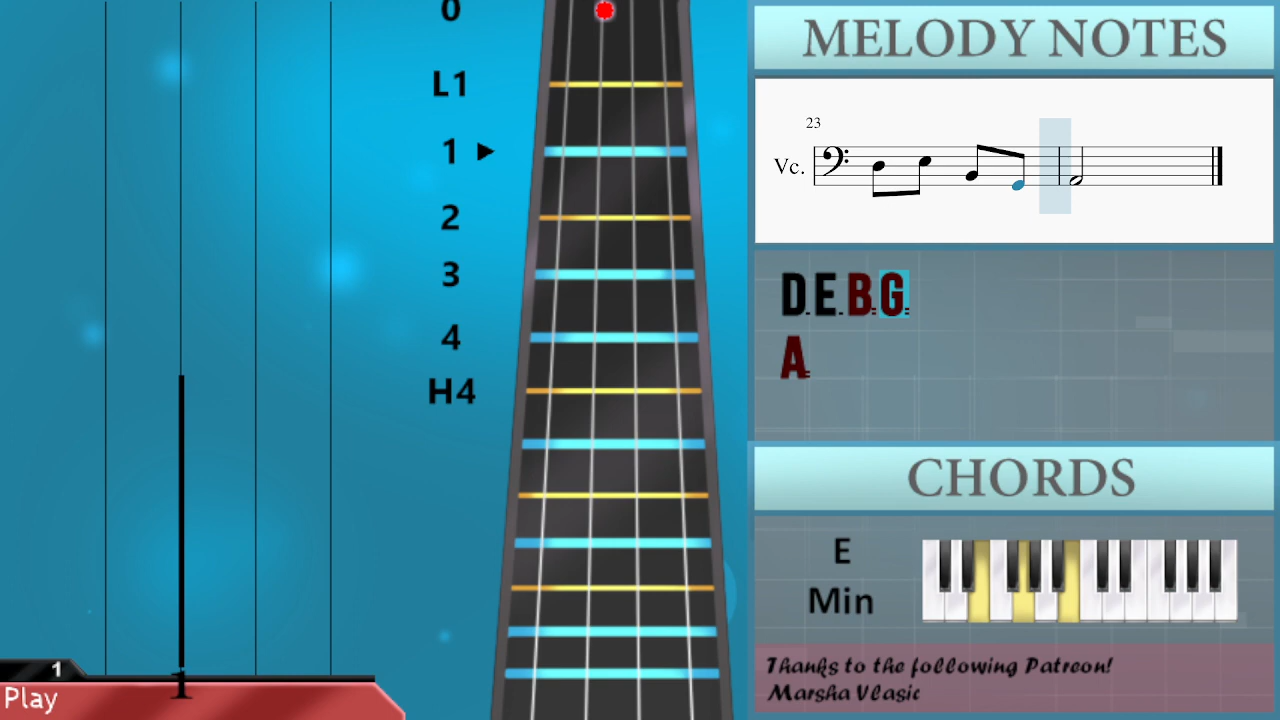 0
L1
1
2
3
4
H4
1
Play
1
MELODY NOTES
23
Vc.
D E B G
A
CHORDS
E
Min
Thanks to the following Patreon!
Marsha Vlasic